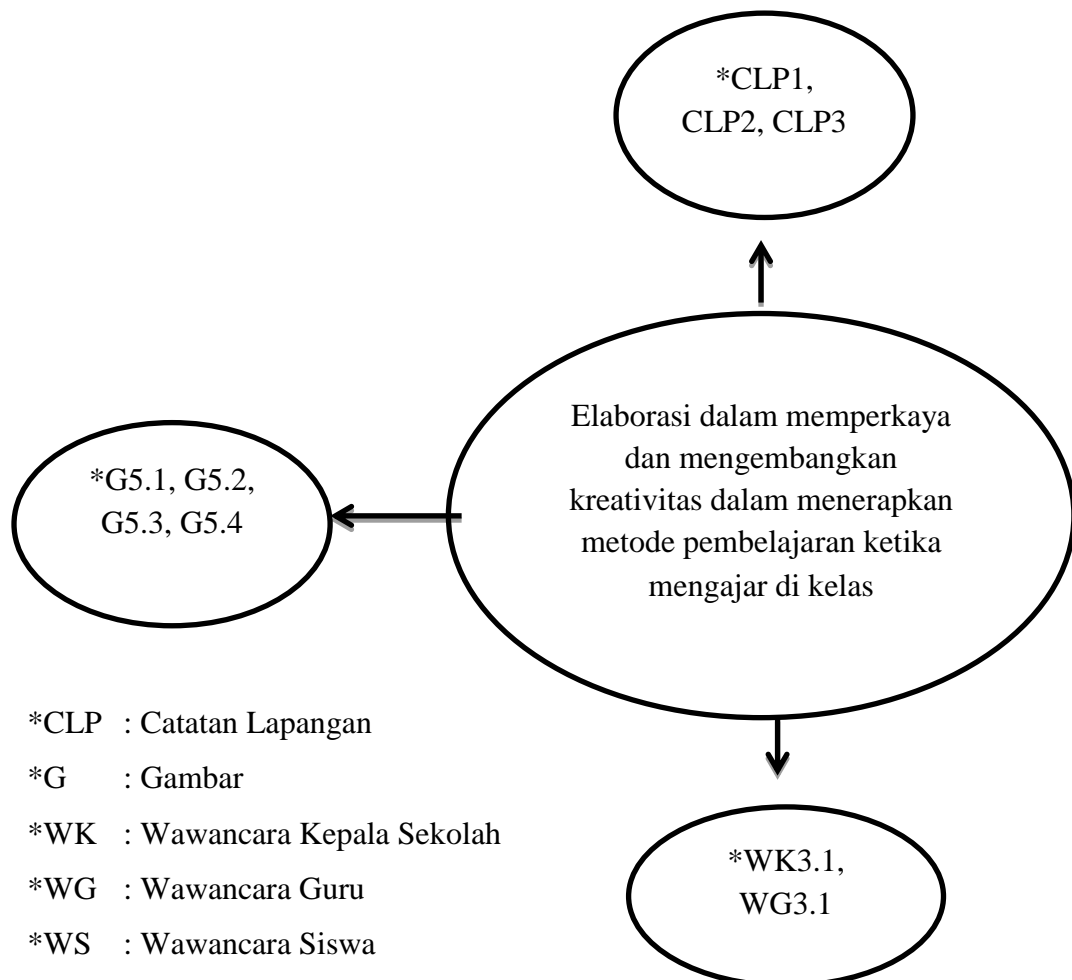 *CLP1,
CLP2, CLP3
Elaborasi dalam memperkaya
dan mengembangkan
kreativitas dalam menerapkan
metode pembelajaran ketika
mengajar di kelas
*G5.1, G5.2,
G5.3, G5.4
*WK3.1,
WG3.1
*CLP : Catatan Lapangan
*G : Gambar
*WK : Wawancara Kepala Sekolah
*WG : Wawancara Guru
*WS : Wawancara Siswa